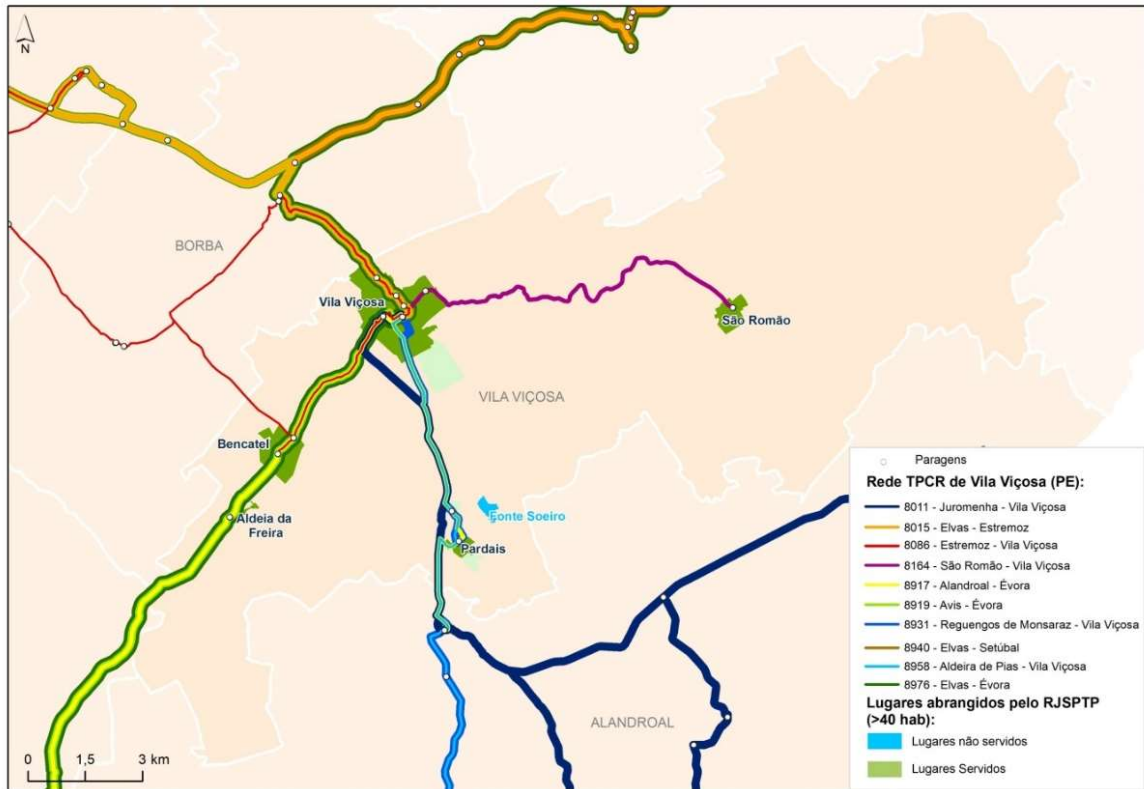 N
BORBA
Vila Viçosa
São Romão
VILA VIÇOSA
Bencatel
Aldeia da
Freira
Fonte Soeiro
Pardais
ALANDROAL
0 1,5 3 km
Paragens
Rede TPCR de Vila Viçosa (PE):
8011 - Juromenha - Vila Viçosa
8015 - Elvas - Estremoz
8086 - Estremoz - Vila Viçosa
8164 - São Romão - Vila Viçosa
8917 - Alandroal - Évora
8919 - Avis - Évora
8931 - Reguengos de Monsaraz - Vila Viçosa
8940 - Elvas - Setúbal
8958 - Aldeira de Pias - Vila Viçosa
8976 - Elvas - Évora
Lugares abrangidos pelo RJSPTP
(>40 hab):
Lugares não servidos
Lugares Servidos